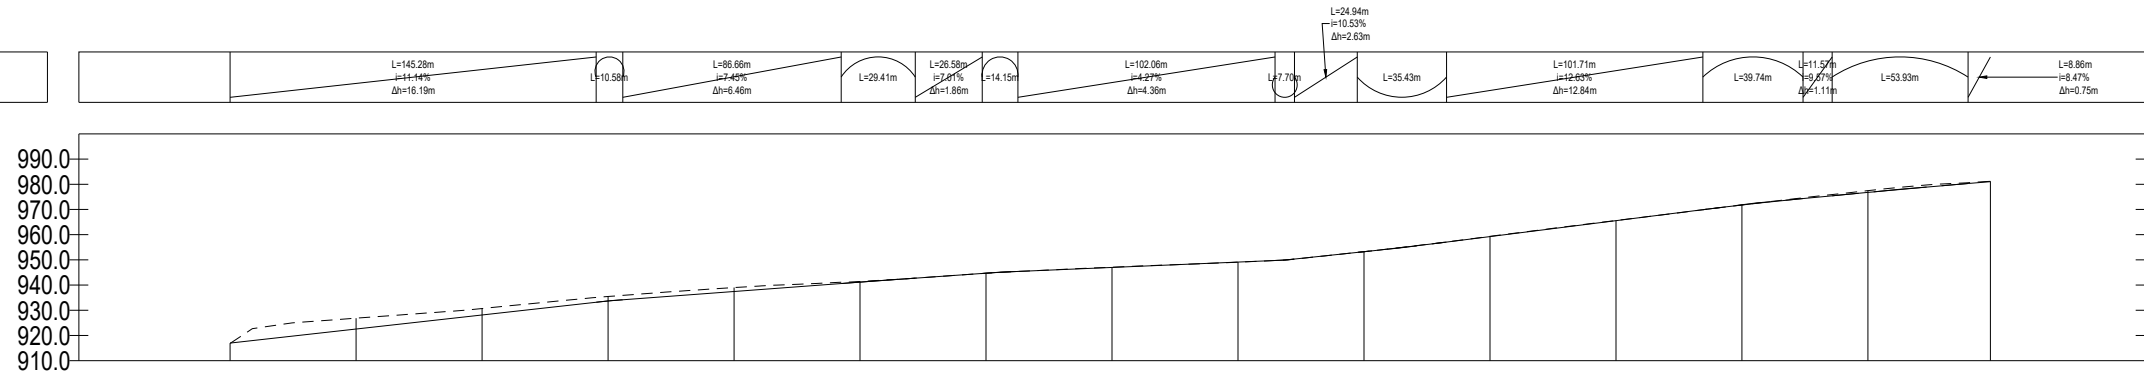 L=24.94m
i=10.53%
Δh=2.63m
L=145.28m
i=11.14%
Δh=16.19m
L=10.58m
L=86.66m
i=7.45%
Δh=6.46m
L=29.41m
L=26.58m
i=7.01%
Δh=1.86m
L=14.15m
L=102.06m
i=4.27%
Δh=4.36m
L=7.70m
L=35.43m
L=101.71m
i=12.63%
Δh=12.84m
L=39.74m
L=11.57m
i=9.57%
Δh=1.11m
L=53.93m
L=8.86m
i=8.47%
Δh=0.75m
990.0
980.0
970.0
960.0
950.0
940.0
930.0
920.0
910.0